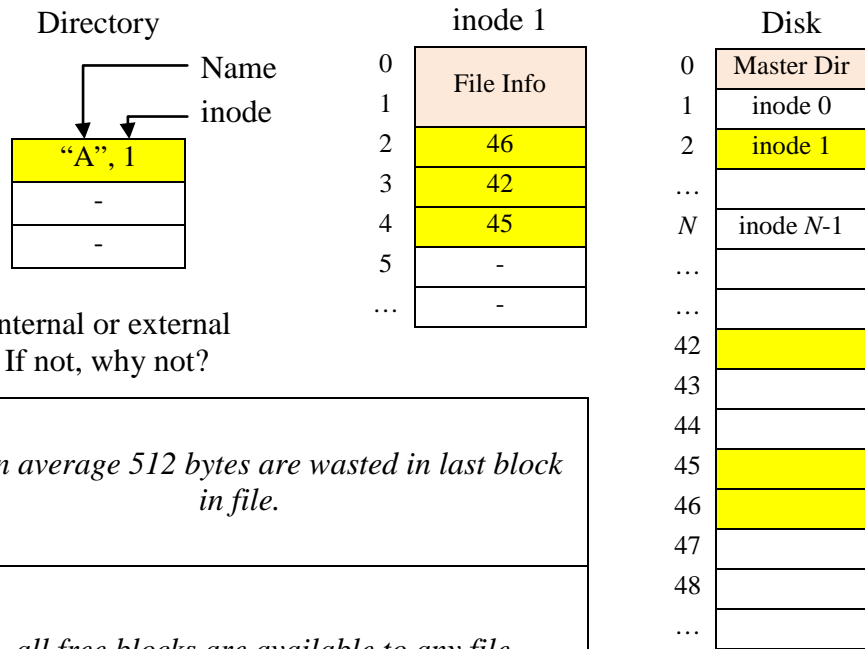 Directory
Name
inode
“A”, 1
-
-
inode 1
0
File Info
1
2 46
3 42
4 45
5 -
… -
Disk
0 Master Dir
1 inode 0
2 inode 1
…
N inode N-1
…
…
42
43
44
45
46
47
48
…
internal or external
If not, why not?
average 512 bytes are wasted in last block
in file.
all free blocks are available to any file